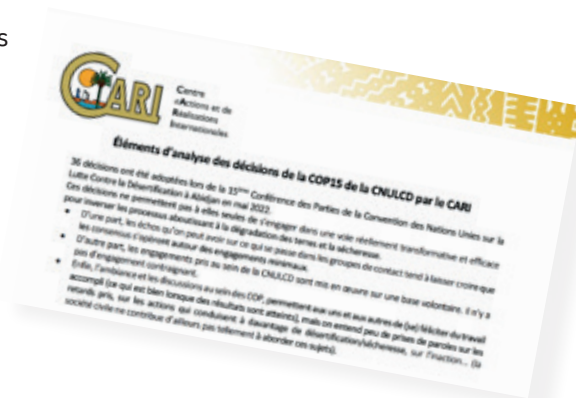 s
CARI
Centre
d'Actions et de
Réalisations
Internationales
Éléments d'analyse des décisions de la COP15 de la CNULCD par le CARI
36 décisions ont été adoptées lors de la 15ème Conférence des Parties de la Convention des Nations Unies sur la
Lutte Contre la Désertification à Abidjan en mai 2022.
Ces décisions ne permettent pas à elles seules de s'engager dans une voie réellement transformative et efficace
pour inverser les processus aboutissant à la dégradation des terres et la sécheresse.
• D'une part, les échos qu'on peut avoir sur ce qui se passe dans les groupes de contact tend à laisser croire que
les consensus s'opèrent autour des engagements minimaux.
• D'autre part, les engagements pris au sein de la CNULCD sont mis en œuvre sur une base volontaire. Il n'y a
pas d'engagement contraignant.
• Enfin, l'ambiance et les discussions au sein des COP, permettent aux uns et aux autres de (se) féliciter du travail
accompli (ce qui est bien lorsque des résultats sont atteints), mais on entend peu de prises de paroles sur les
retards pris, sur les actions qui conduisent à davantage de désertification/sécheresse, sur l'inaction... (la
société civile ne contribue d'ailleurs pas tellement à aborder ces sujets).